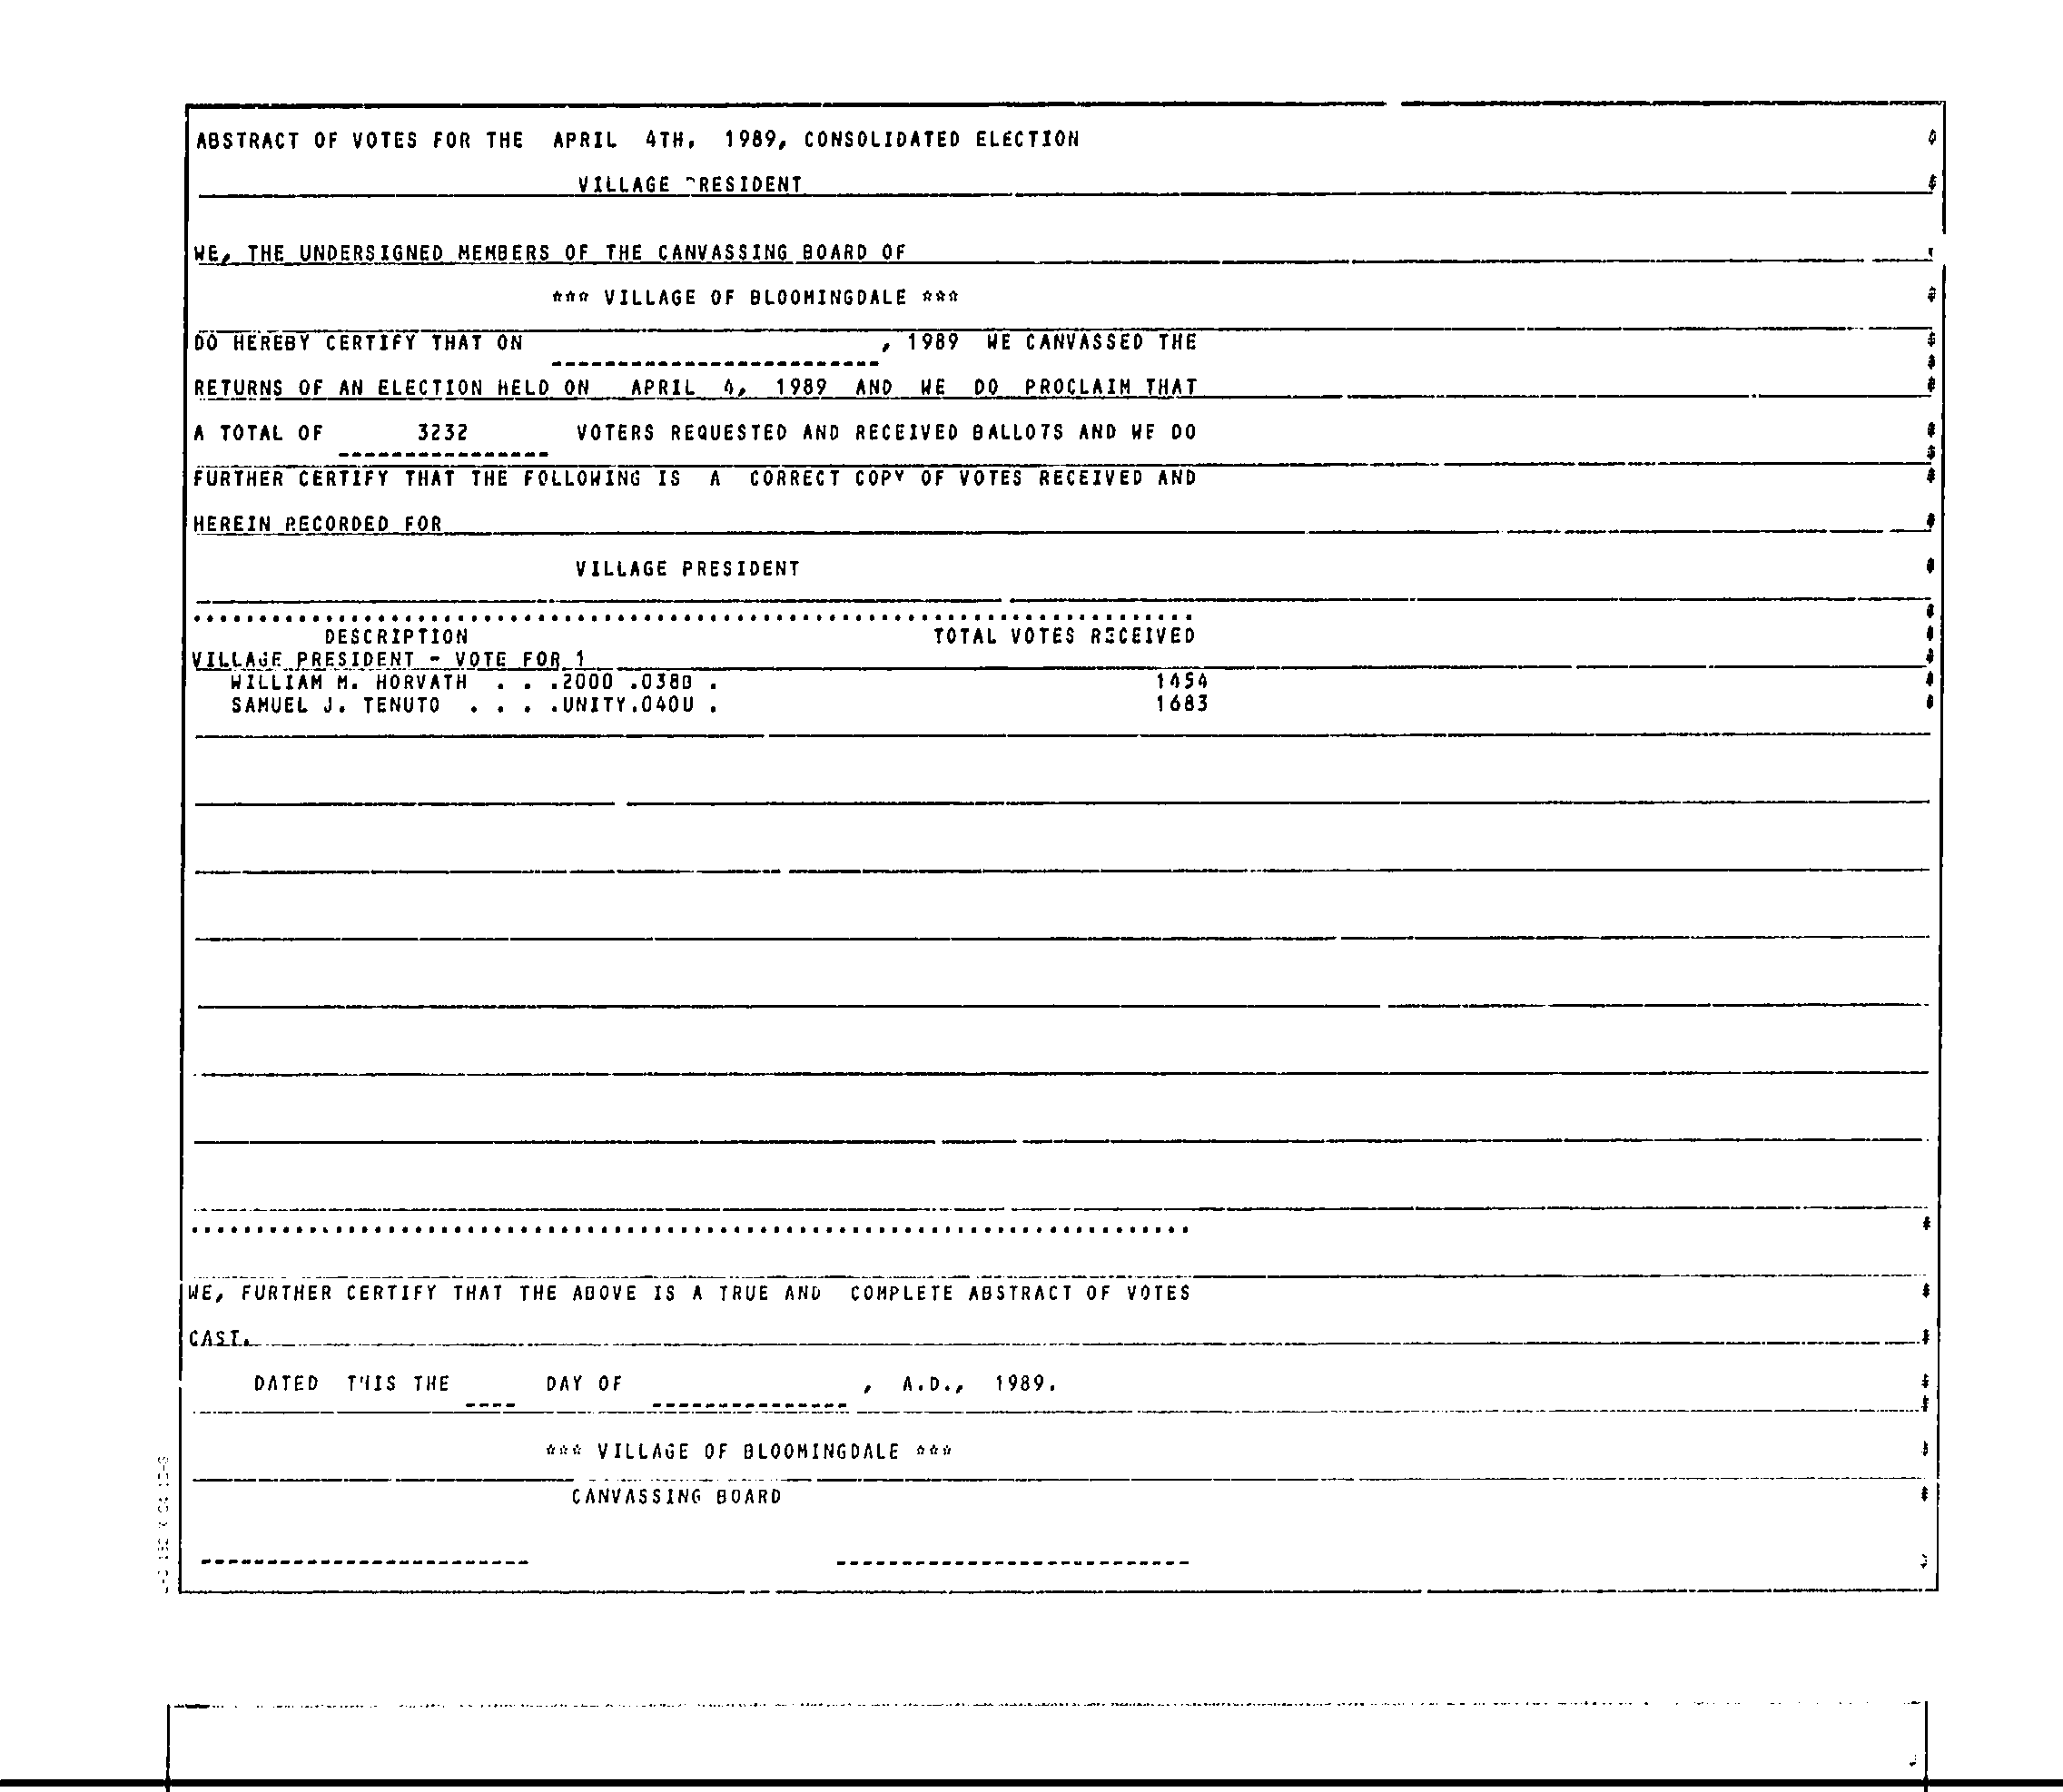 ABSTRACT OF VOTES FOR THE APRIL 4TH, 1989, CONSOLIDATED ELECTION
VILLAGE PRESIDENT
WE, THE UNDERSIGNED MEMBERS OF THE CANVASSING BOARD OF
*** VILLAGE OF BLOOMINGDALE ***
DO HEREBY CERTIFY THAT ON , 1989 WE CANVASSED THE
RETURNS OF AN ELECTION HELD ON APRIL 4, 1989 AND WE DO PROCLAIM THAT
A TOTAL OF 3232 VOTERS REQUESTED AND RECEIVED BALLOTS AND WE DO
FURTHER CERTIFY THAT THE FOLLOWING IS A CORRECT COPY OF VOTES RECEIVED AND
HEREIN RECORDED FOR
VILLAGE PRESIDENT
DESCRIPTION TOTAL VOTES RECEIVED
VILLAGE PRESIDENT - VOTE FOR 1
WILLIAM M. HORVATH . . .2000 . . 1454
SAMUEL J. TENUTO . . . .UNITY.040U . 1683
WE, FURTHER CERTIFY THAT THE ABOVE IS A TRUE AND COMPLETE ABSTRACT OF VOTES
CAST.
DATED THIS THE DAY OF , A.D., 1989.
*** VILLAGE OF BLOOMINGDALE ***
CANVASSING BOARD